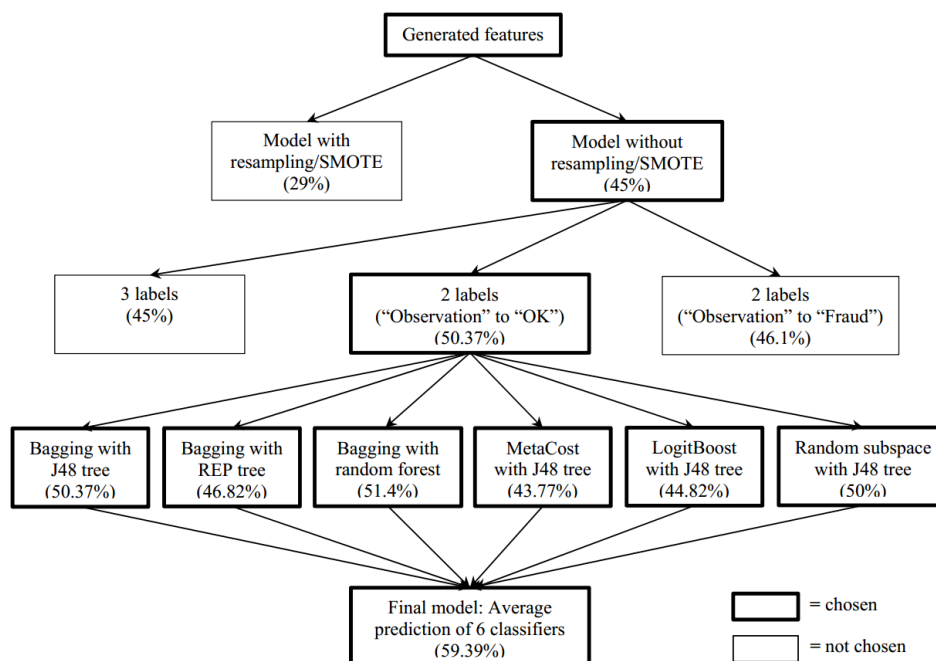 Generated features
Model with
resampling/SMOTE
(29%)
Model without
resampling/SMOTE
(45%)
3 labels
(45%)
2 labels
(“Observation” to “OK”)
(50.37%)
2 labels
(“Observation” to “Fraud”)
(46.1%)
Bagging with
J48 tree
(50.37%)
Bagging with
REP tree
(46.82%)
Bagging with
random forest
(51.4%)
MetaCost
with J48 tree
(43.77%)
LogitBoost
with J48 tree
(44.82%)
Random subspace
with J48 tree
(50%)
Final model: Average
prediction of 6 classifiers
(59.39%)
= chosen
= not chosen